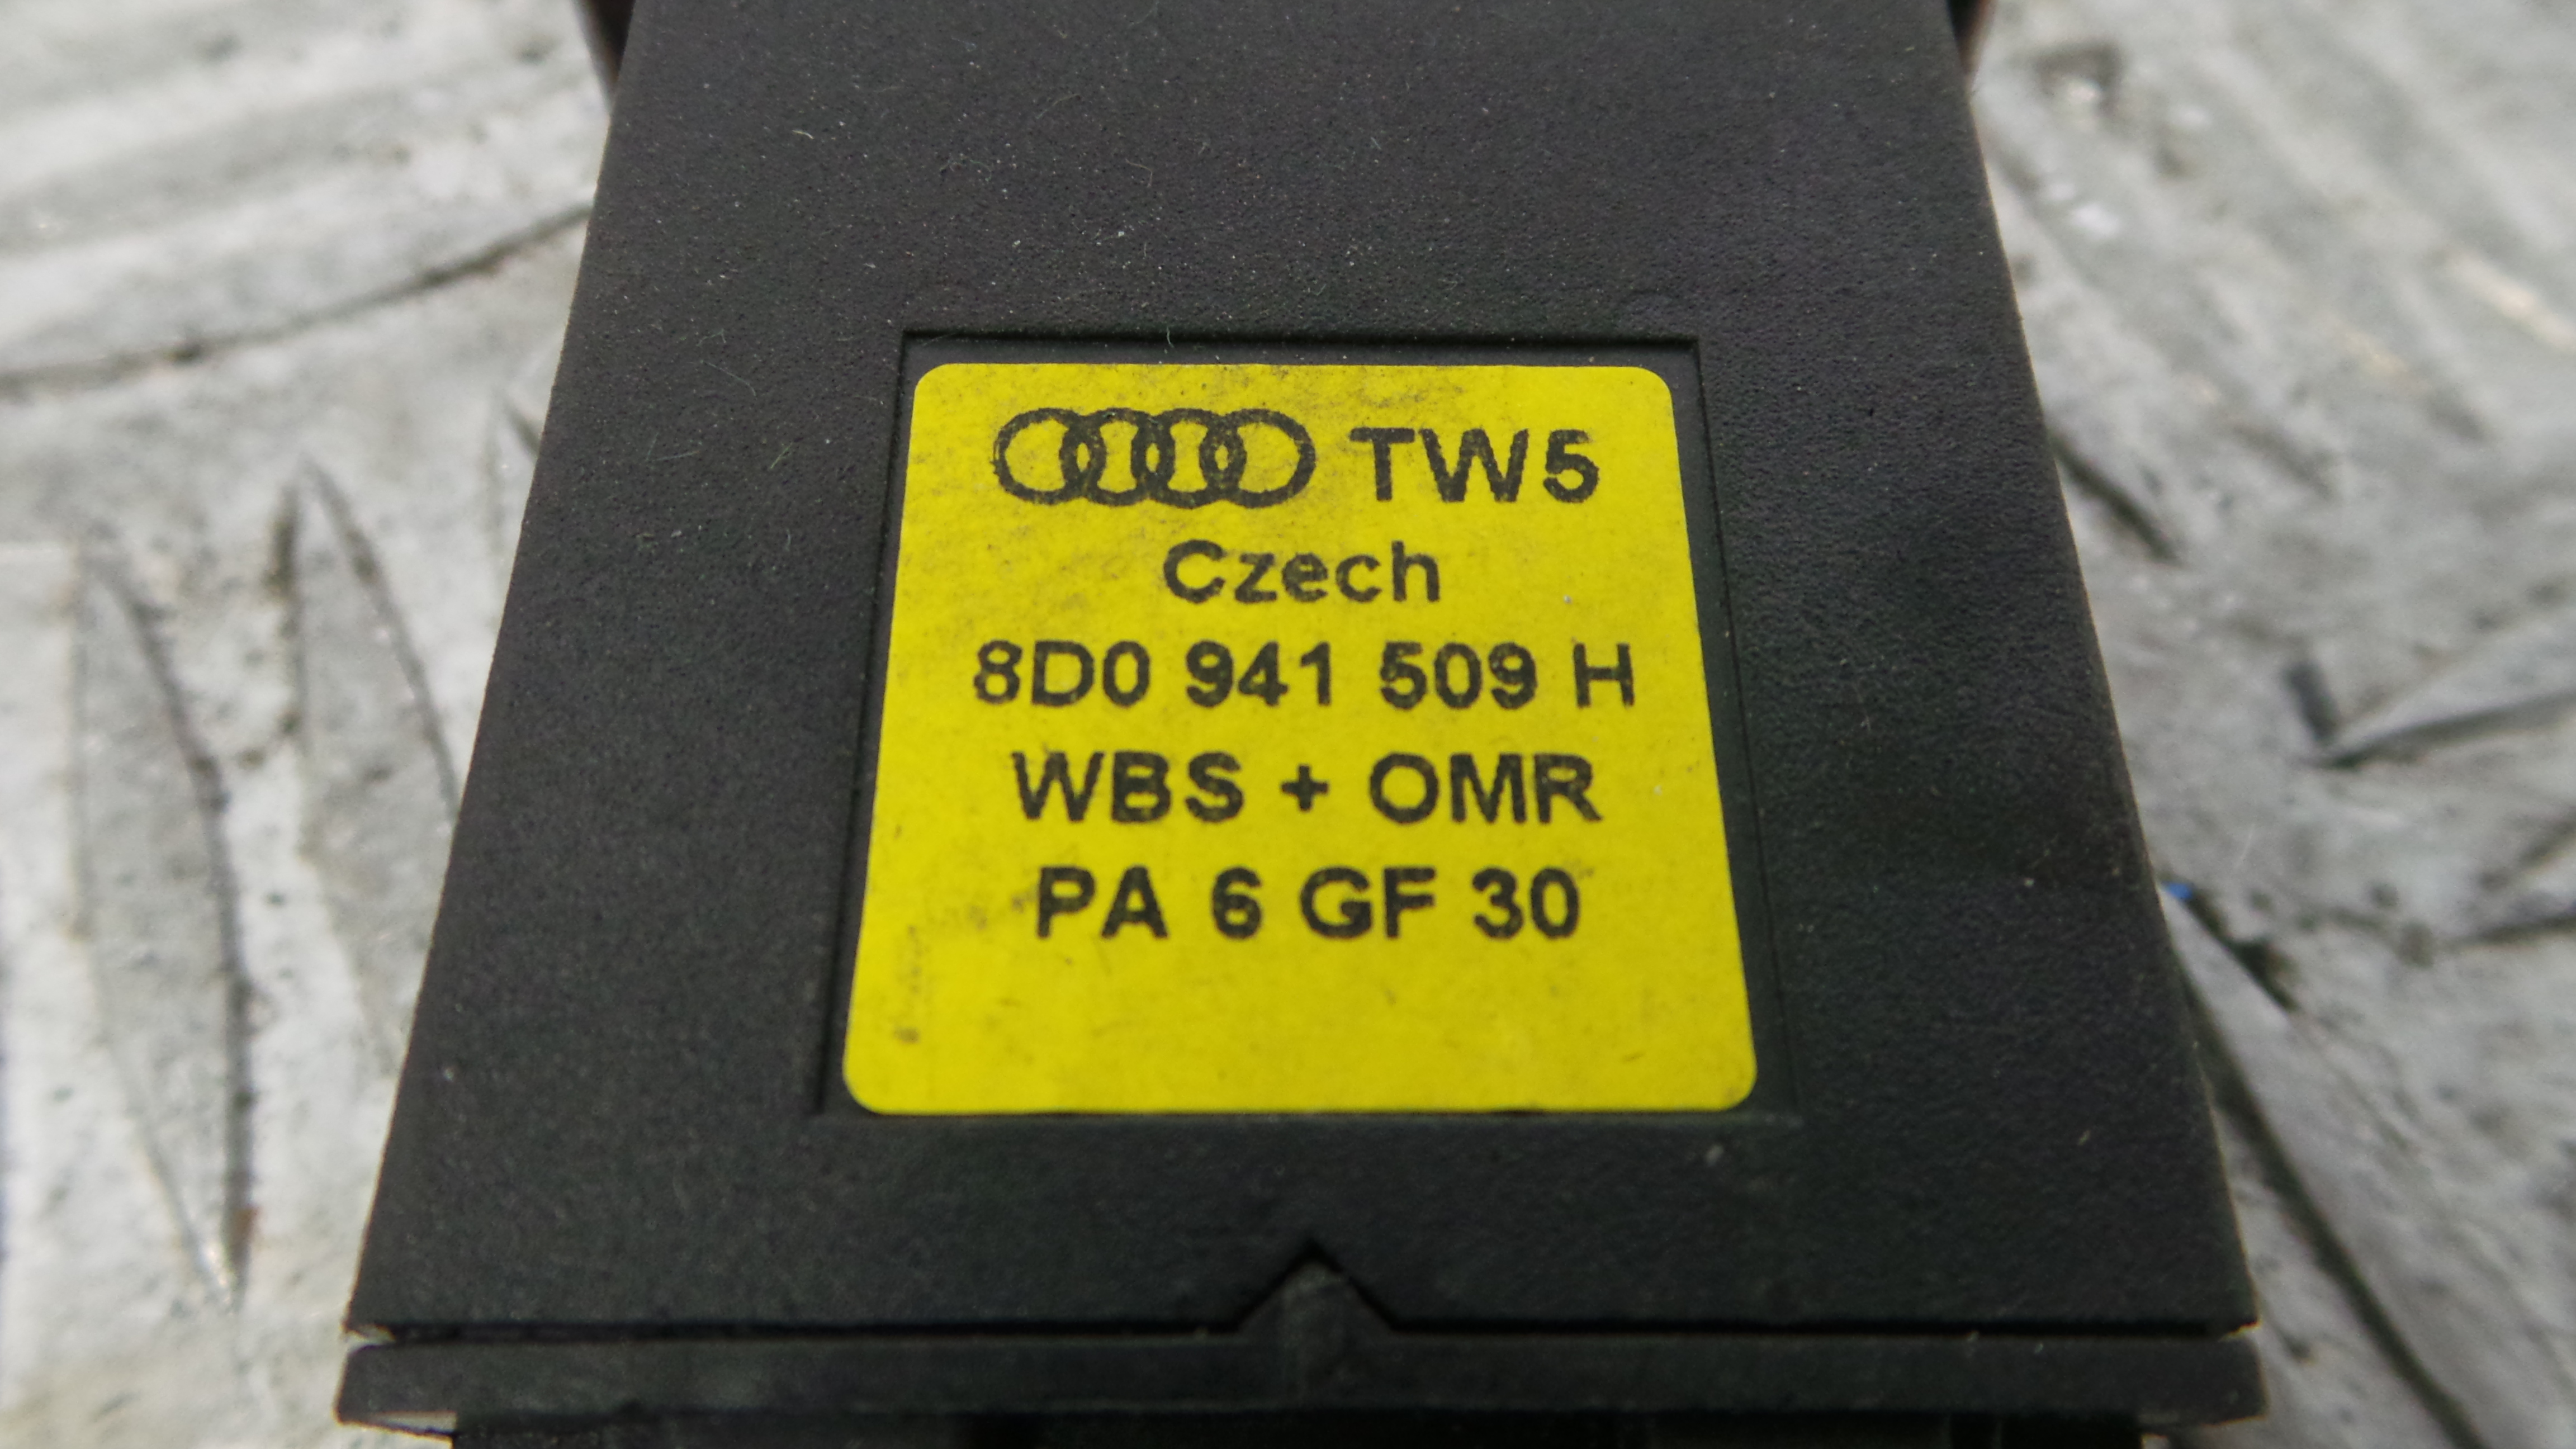 TW5
Czech
8D0 941 509 H
WBS + OMR
PA 6 GF 30